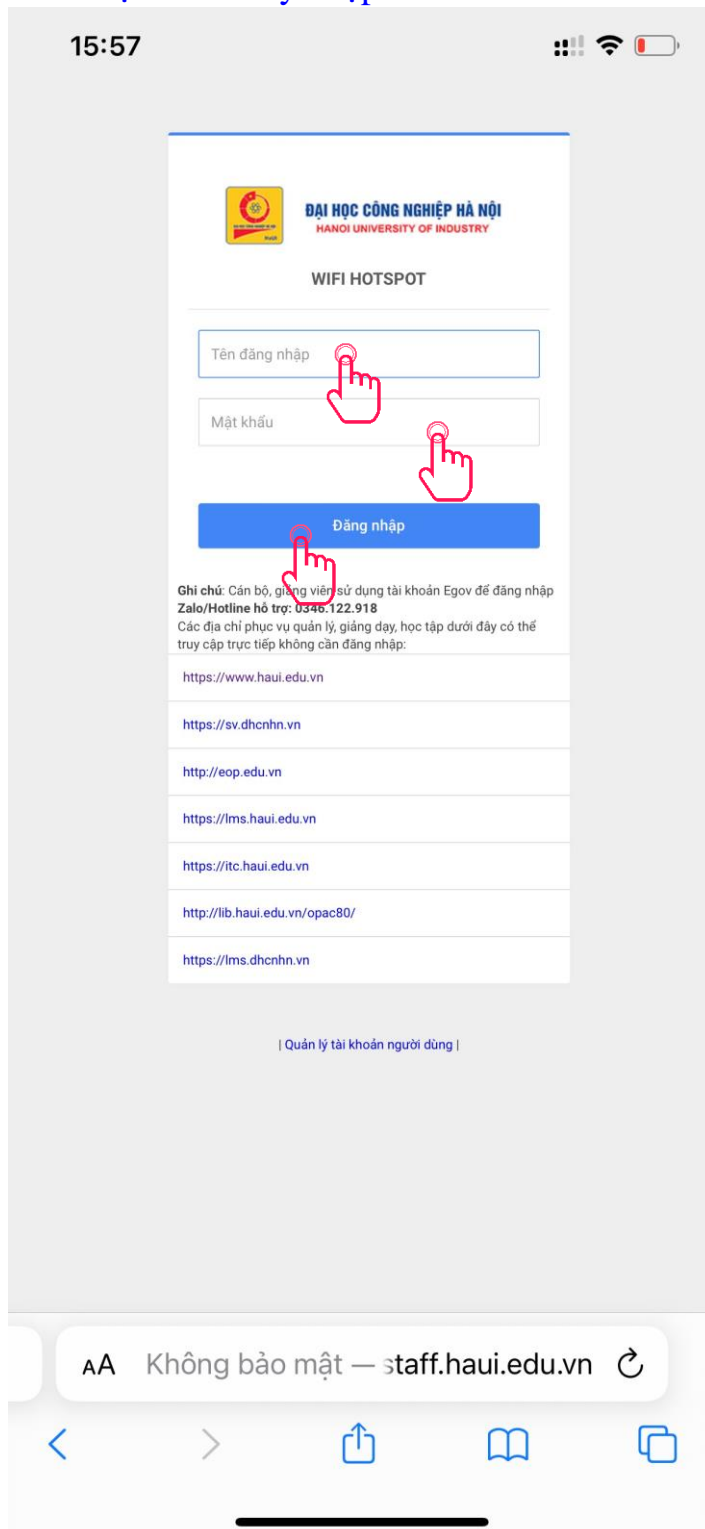 15:57
ĐẠI HỌC CÔNG NGHIỆP HÀ NỘI
HANOI UNIVERSITY OF INDUSTRY
WIFI HOTSPOT
Tên đăng nhập
Mật khẩu
Đăng nhập
Ghi chú: Cán bộ, giảng viên sử dụng tài khoản Egov để đăng nhập
Zalo/Hotline hỗ trợ: 0346.122.918
Các địa chỉ phục vụ quản lý, giảng dạy, học tập dưới đây có thể
truy cập trực tiếp không cần đăng nhập:
https://www.haui.edu.vn
https://sv.dhcnhn.vn
http://eop.edu.vn
https://lms.haui.edu.vn
https://itc.haui.edu.vn
http://lib.haui.edu.vn/opac80/
https://lms.dhcnhn.vn
| Quản lý tài khoản người dùng |
AA Không bảo mật — staff.haui.edu.vn